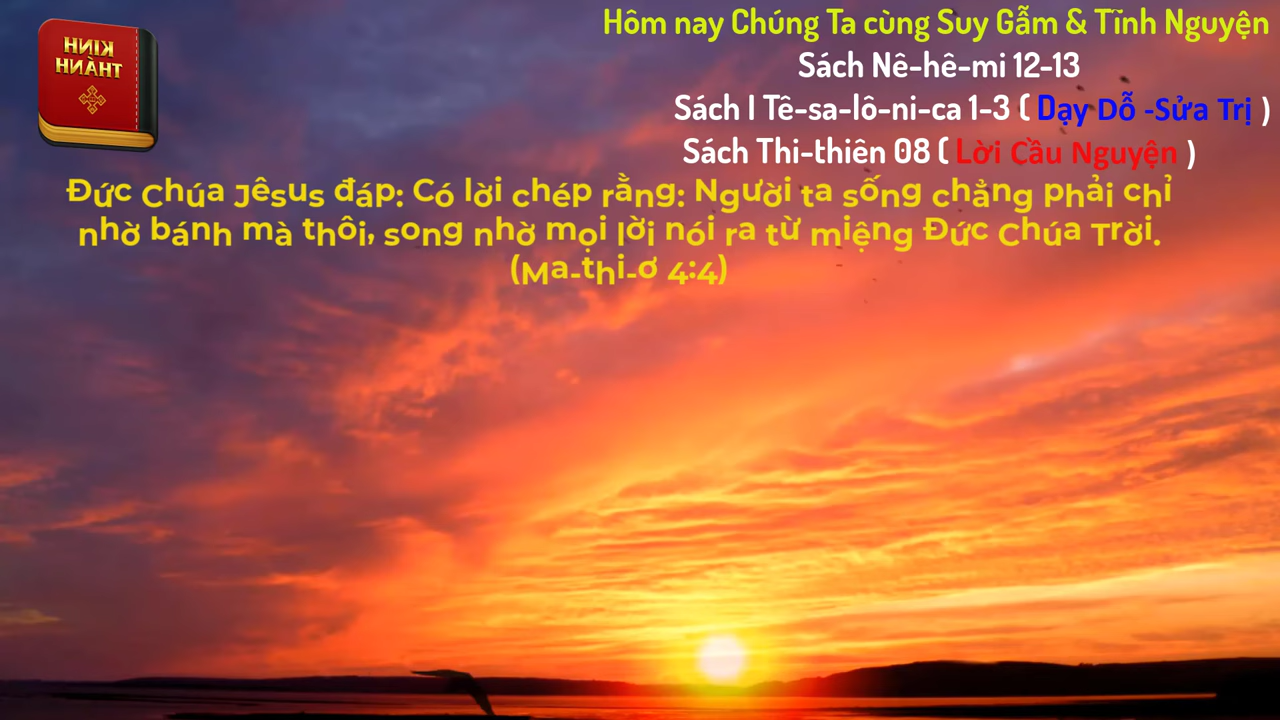 KINH
THÀNH
Hôm nay Chúng Ta cùng Suy Gẫm & Tĩnh Nguyện
Sách Nê-hê-mi 12-13
Sách I Tê-sa-lô-ni-ca 1-3 ( Dạy Dỗ -Sửa Trị )
Sách Thi-thiên 08 ( Lời Cầu Nguyện )
Đức Chúa Jêsus đáp: Có lời chép rằng: Người ta sống chẳng phải chỉ
nhờ bánh mà thôi, song nhờ mọi lời nói ra từ miệng Đức Chúa Trời.
(Ma-thi-ơ 4:4)